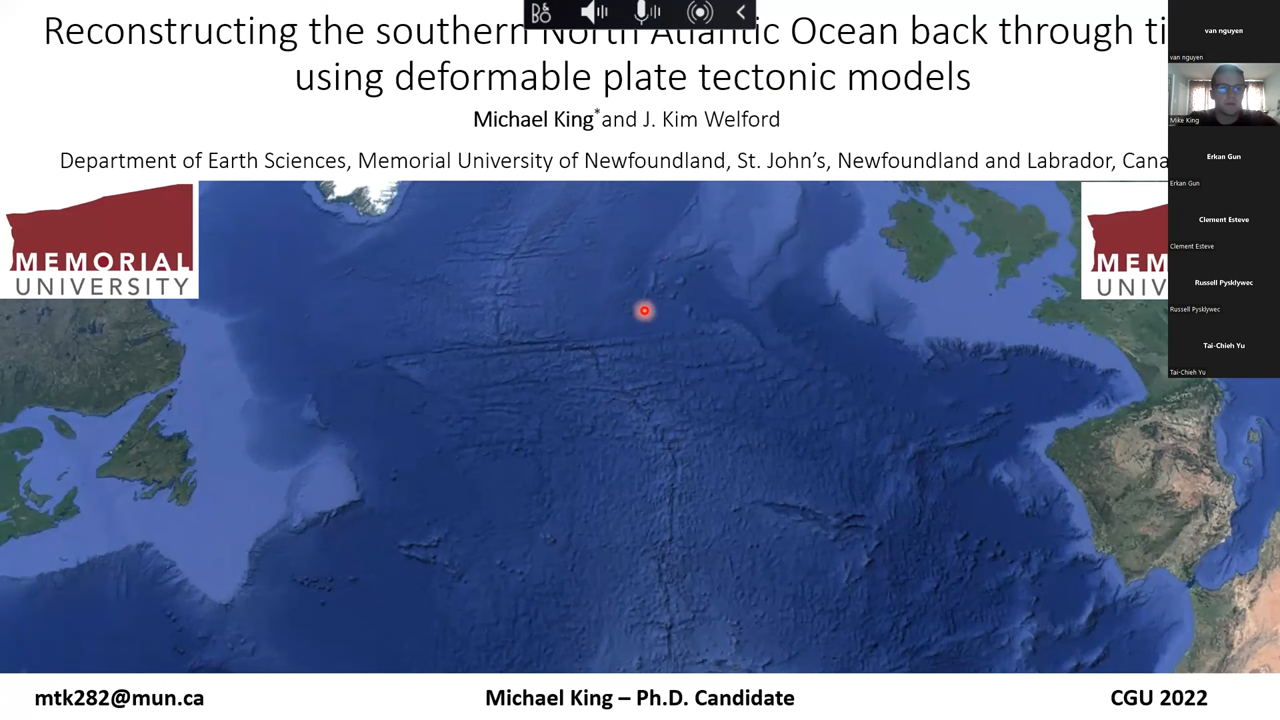 Reconstructing the southern North Atlantic Ocean back through ti
using deformable plate tectonic models
Michael King* and J. Kim Welford
Department of Earth Sciences, Memorial University of Newfoundland, St. John's, Newfoundland and Labrador, Cana
MEMORIAL
UNIVERSITY
MEM
UNIV
van nguyen
van nguyen
Mike King
Erkan Gun
Erkan Gun
Clement Esteve
Clement Esteve
Russell Pysklywec
Russell Pysklywec
Tai-Chieh Yu
Tai-Chieh Yu
mtk282@mun.ca
Michael King – Ph.D. Candidate
CGU 2022